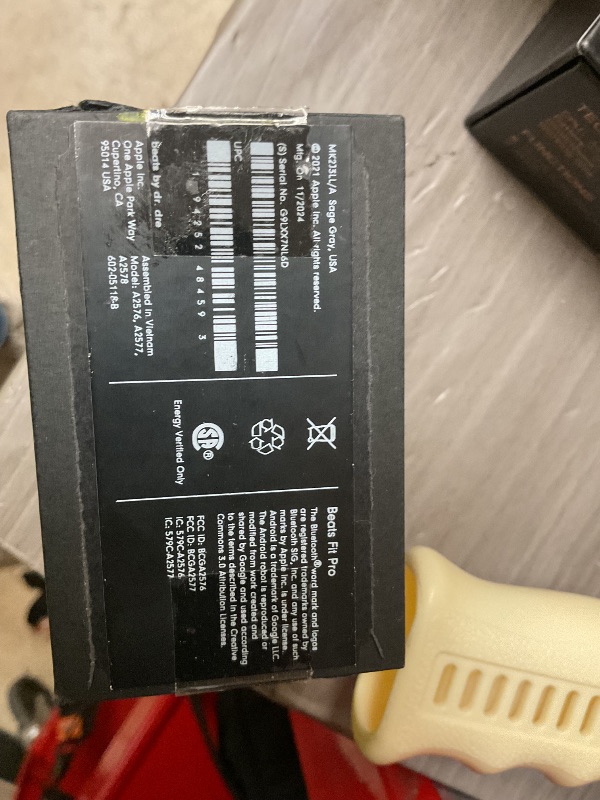 MK2J3LL/A Sage Gray, USA
© 2021 Apple Inc. All rights reserved.
Mfg. On 11/2024
(S) Serial No. G9LXX7NL6D
UPC
1 94252 48459 3
beats by dr. dre
Apple Inc.
One Apple Park Way
Cupertino, CA
95014 USA
Assembled in Vietnam
Model: A2576, A2577,
A2578
602-05118-B
Energy Verified Only
Beats Fit Pro
The Bluetooth® word mark and logos
are registered trademarks owned by
Bluetooth SIG, Inc. and any use of such
marks by Apple Inc. is under license.
Android is a trademark of Google LLC.
The Android robot is reproduced or
modified from work created and
shared by Google and used according
to the terms described in the Creative
Commons 3.0 Attribution Licenses.
FCC ID: BCGA2576
IC: 579CA2576
FCC ID: BCGA2577
IC: 579CA2577